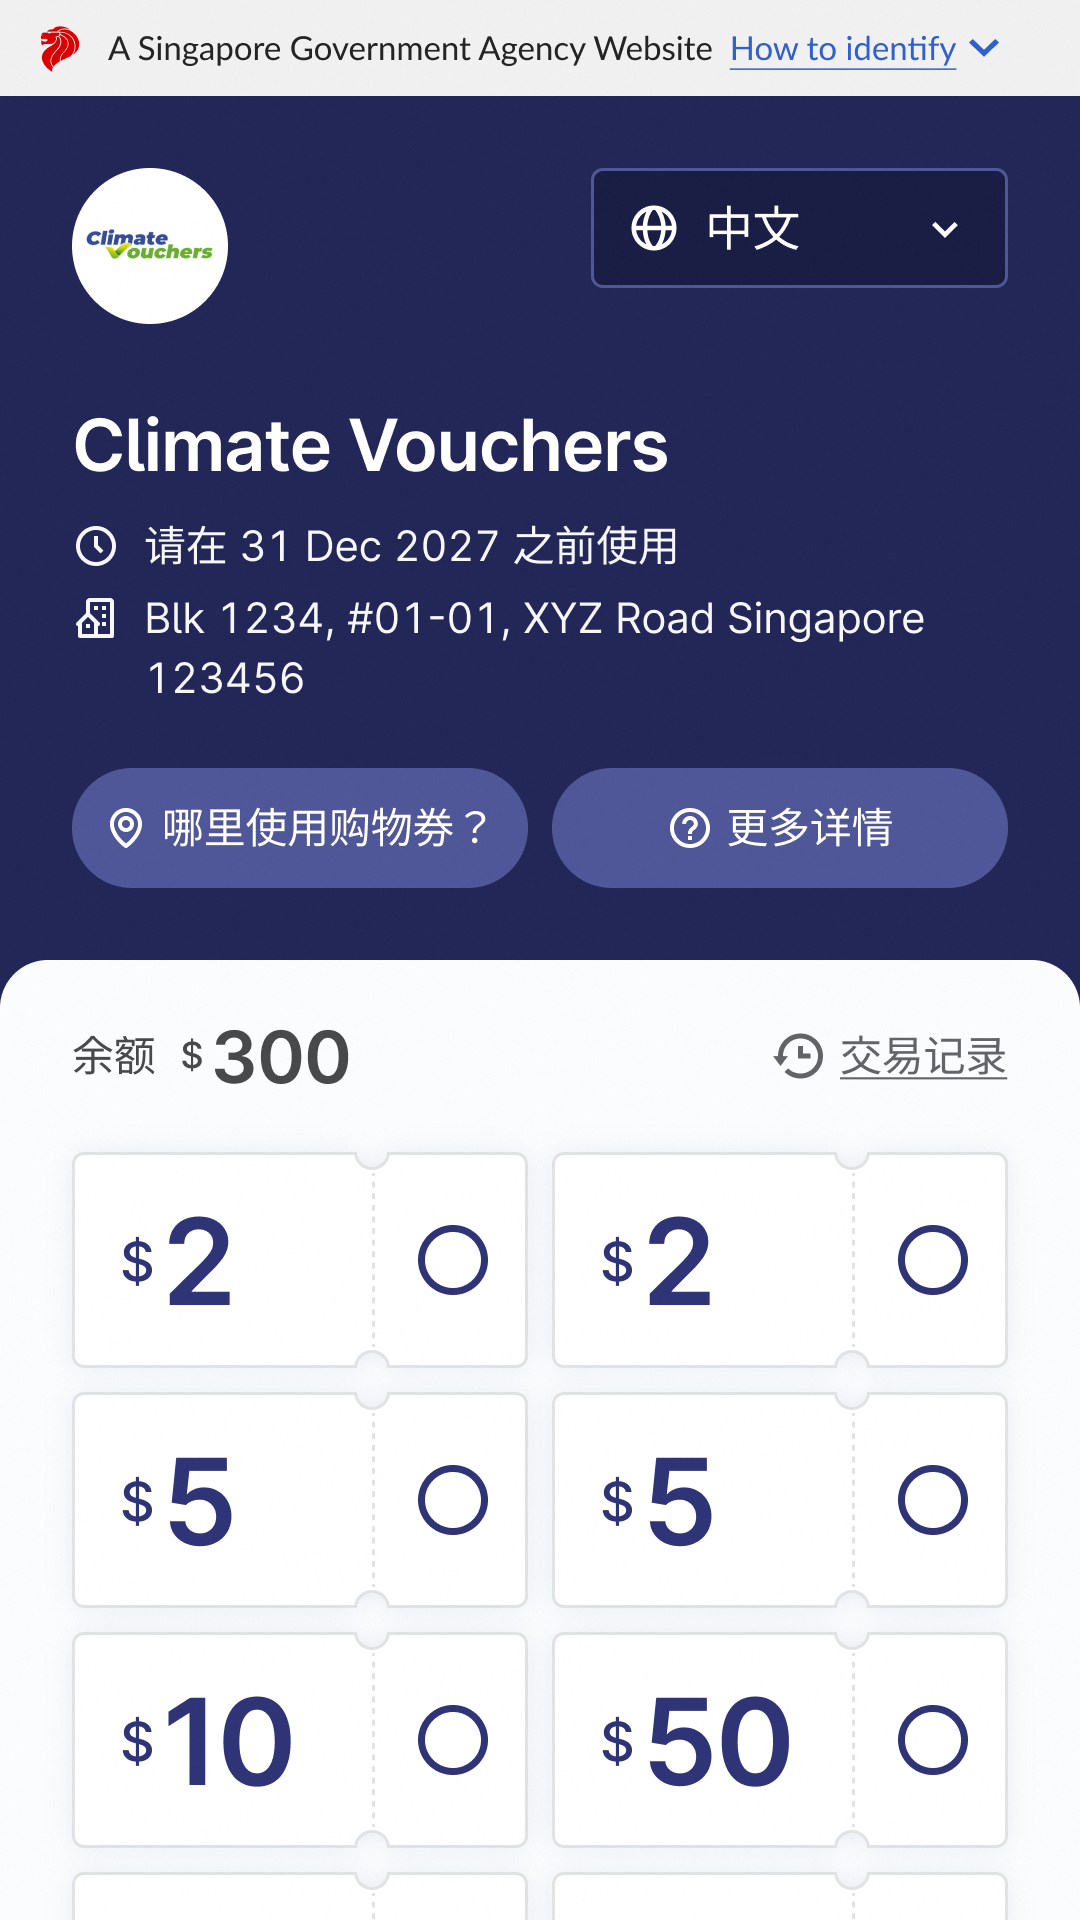 A Singapore Government Agency Website How to identify
Climate
Vouchers
中文
Climate Vouchers
请在 31 Dec 2027 之前使用
Blk 1234, #01-01, XYZ Road Singapore
123456
哪里使用购物券？
更多详情
余额 $300
交易记录
$2
$2
$5
$5
$10
$50